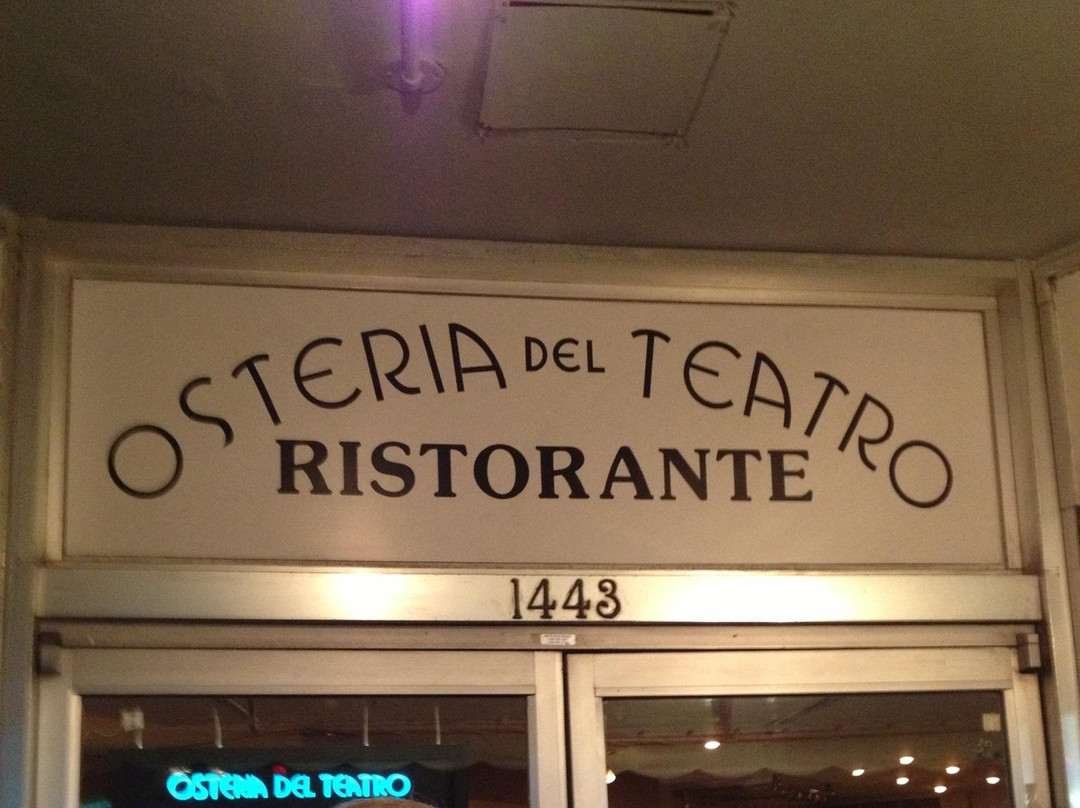 OSTERIA DEL TEATRO
RISTORANTE
1443
OSTERIA DEL TEATRO